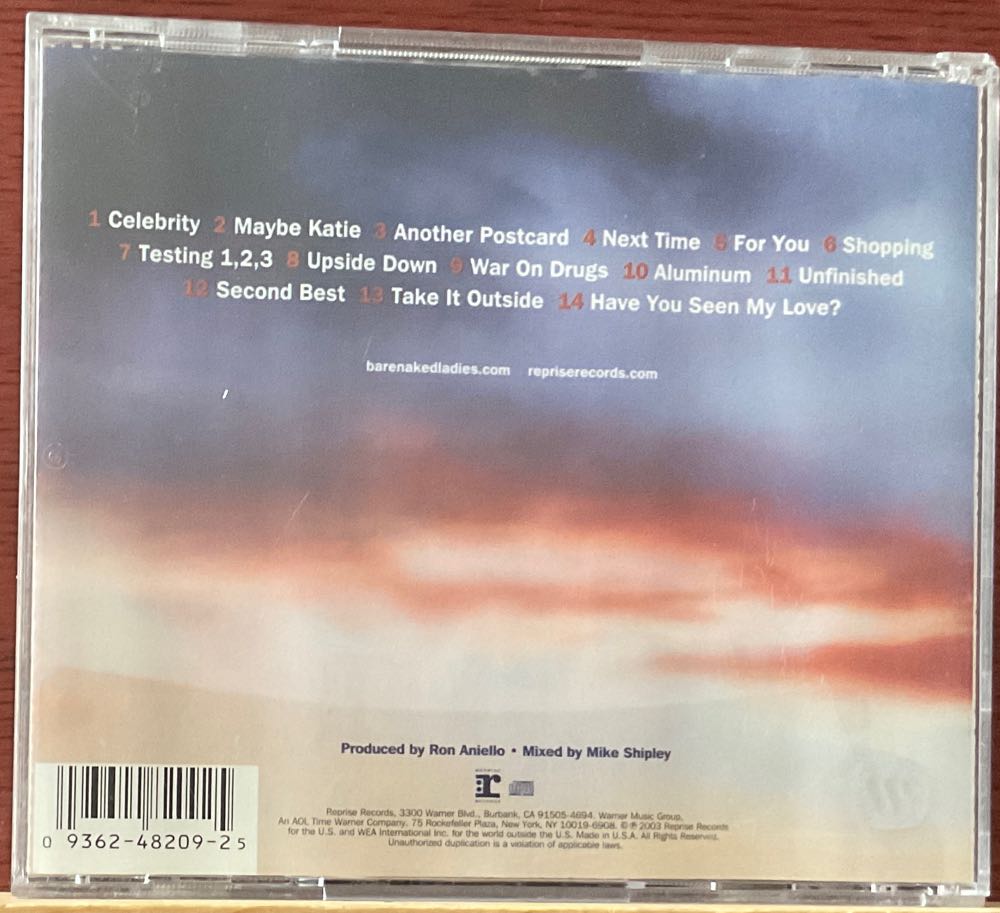 1 Celebrity 2 Maybe Katie 3 Another Postcard 4 Next Time 5 For You 6 Shopping
7 Testing 1,2,3 8 Upside Down 9 War On Drugs 10 Aluminum 11 Unfinished
12 Second Best 13 Take It Outside 14 Have You Seen My Love?
barenakedladies.com repriserecords.com
Produced by Ron Aniello • Mixed by Mike Shipley
r
Reprise Records, 3300 Warner Blvd., Burbank, CA 91505-4694. Warner Music Group,
An AOL Time Warner Company. 75 Rockefeller Plaza, New York, NY 10019-6908. © ℗ 2003 Reprise Records
for the U.S. and WEA International Inc. for the world outside the U.S. Made in U.S.A. All Rights Reserved.
Unauthorized duplication is a violation of applicable laws.
0 9362-48209-2 5